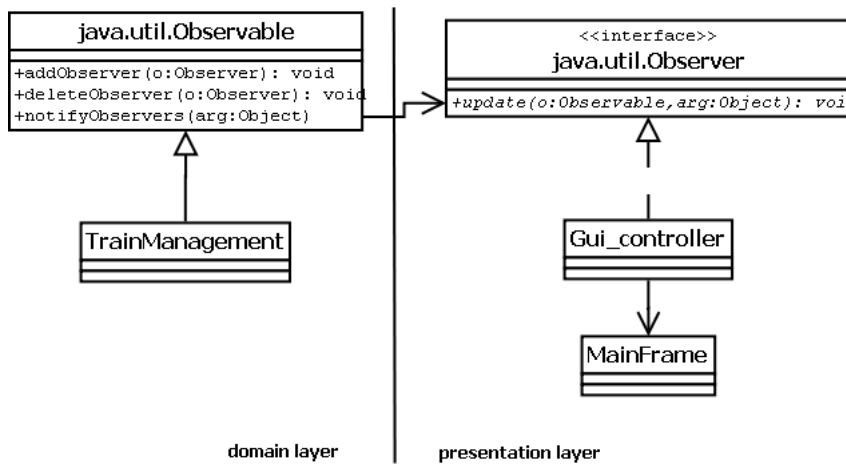 java.util.Observable
+addObserver(o:Observer): void
+deleteObserver(o:Observer): void
+notifyObservers(arg:Object)
<<interface>>
java.util.Observer
+update(o:Observable,arg:Object): voi
TrainManagement
Gui_controller
MainFrame
domain layer
presentation layer